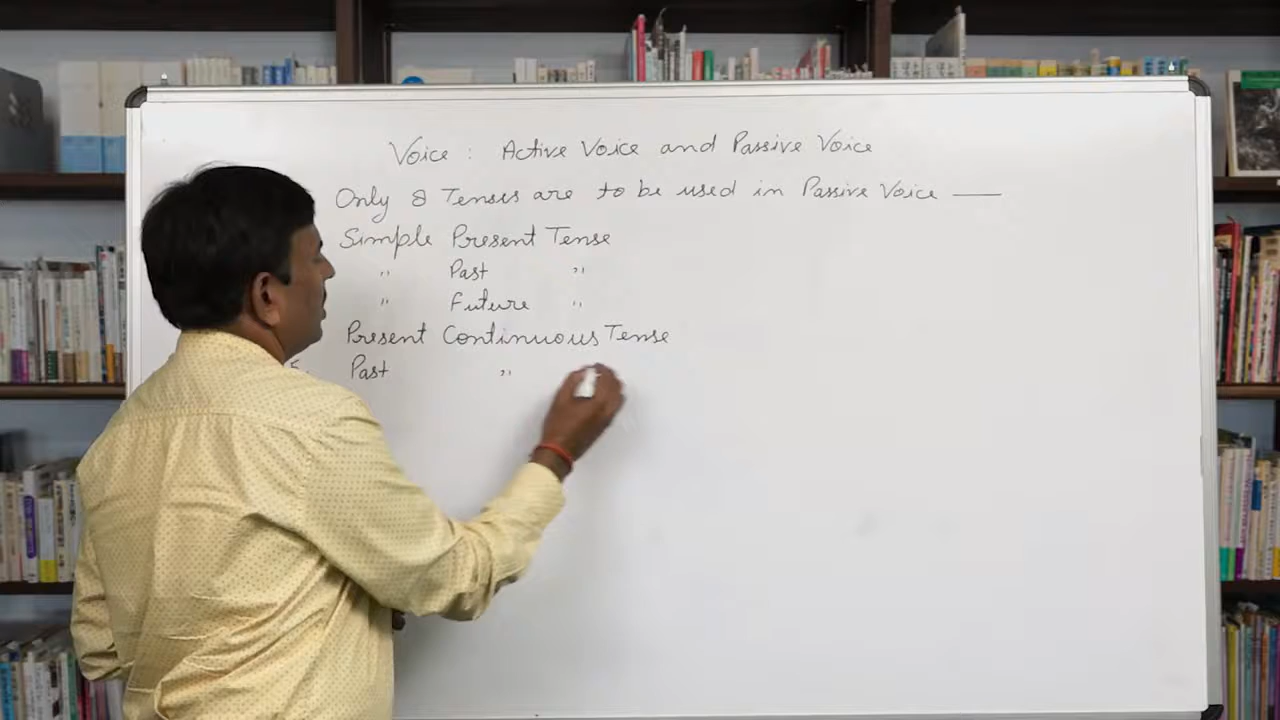 Voice : Active Voice and Passive Voice
Only 8 Tenses are to be used in Passive Voice —
Simple Present Tense
" Past "
" Future "
Present Continuous Tense
5. Past "